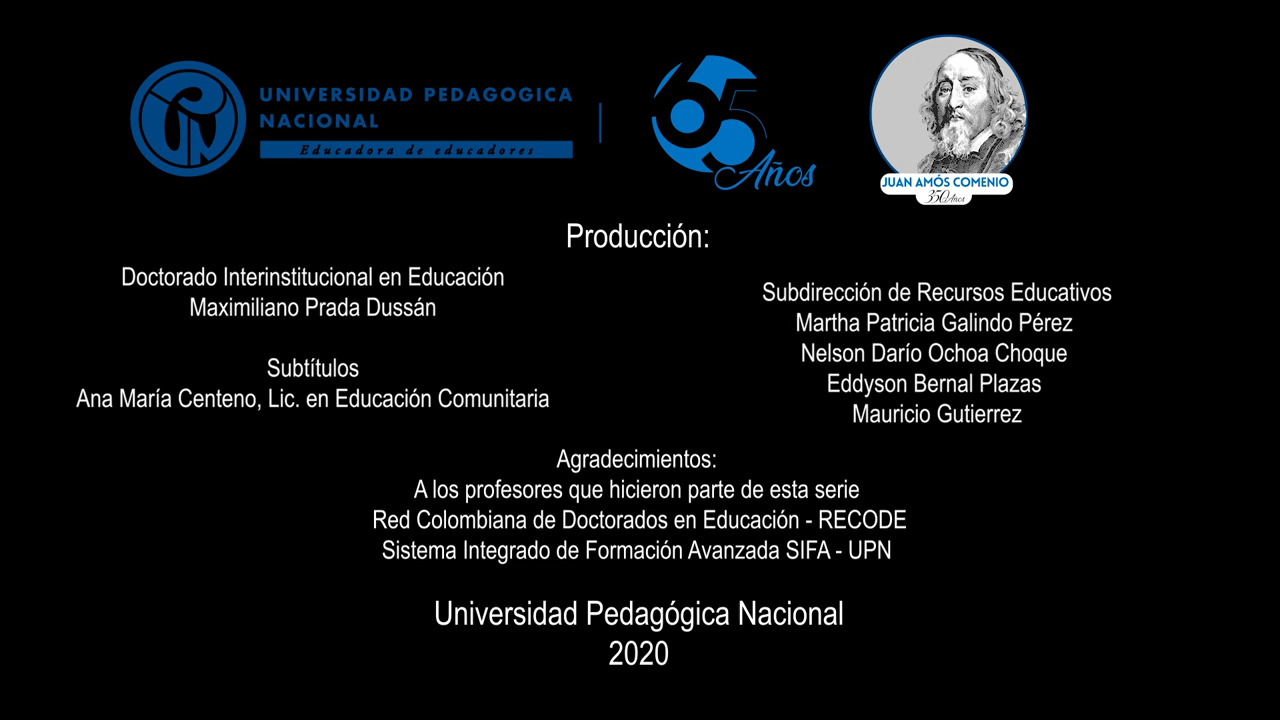 UNIVERSIDAD PEDAGOGICA
NACIONAL
Educadora de educadores
65
Años
JUAN AMÓS COMENIO
350 Años
Producción:
Doctorado Interinstitucional en Educación
Maximiliano Prada Dussán
Subtítulos
Ana María Centeno, Lic. en Educación Comunitaria
Subdirección de Recursos Educativos
Martha Patricia Galindo Pérez
Nelson Darío Ochoa Choque
Eddyson Bernal Plazas
Mauricio Gutierrez
Agradecimientos:
A los profesores que hicieron parte de esta serie
Red Colombiana de Doctorados en Educación - RECODE
Sistema Integrado de Formación Avanzada SIFA - UPN
Universidad Pedagógica Nacional
2020